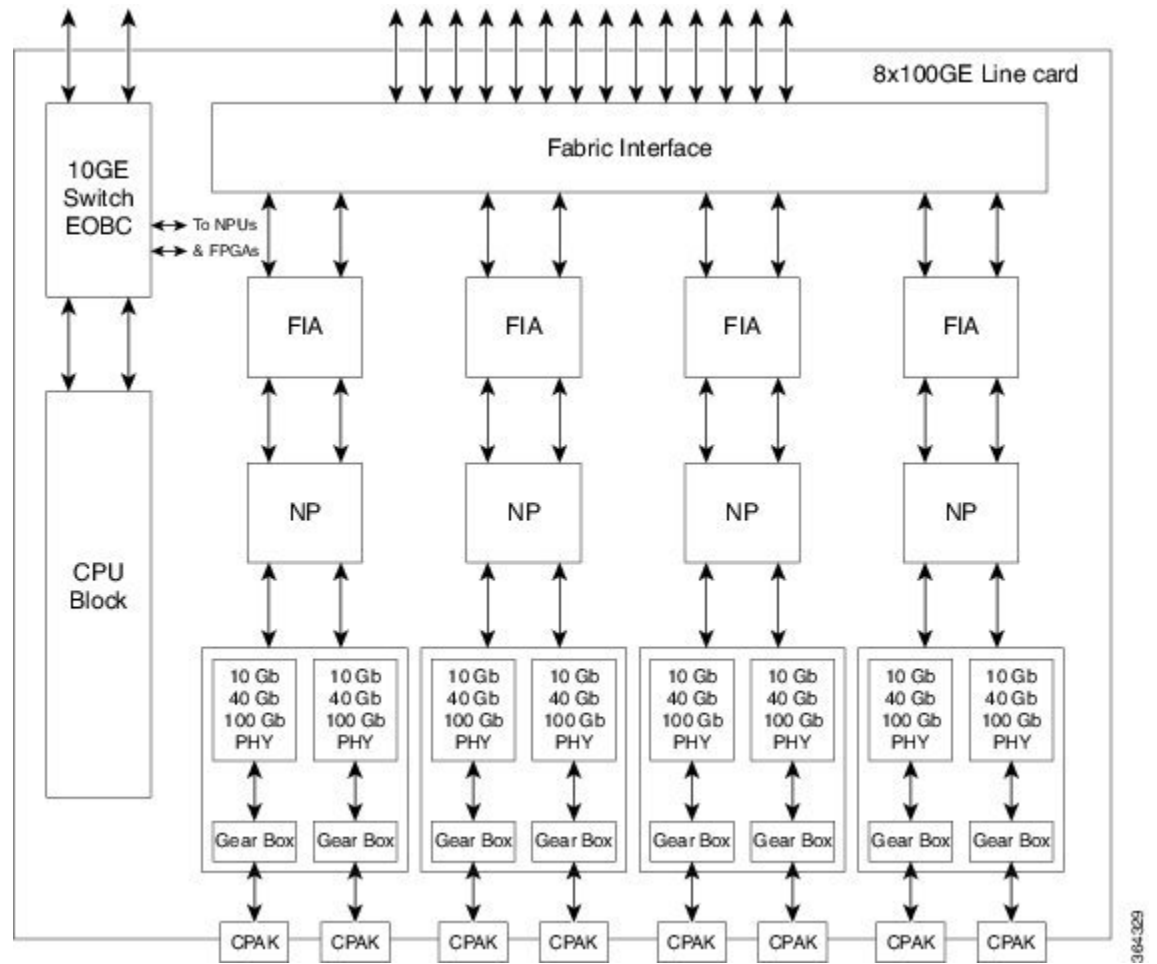 8x100GE Line card
Fabric Interface
10GE
Switch
EOBC
To NPUs
& FPGAs
FIA
FIA
FIA
FIA
NP
NP
NP
NP
CPU
Block
10 Gb
40 Gb
100 Gb
PHY
10 Gb
40 Gb
100 Gb
PHY
10 Gb
40 Gb
100 Gb
PHY
10 Gb
40 Gb
100 Gb
PHY
10 Gb
40 Gb
100 Gb
PHY
10 Gb
40 Gb
100 Gb
PHY
10 Gb
40 Gb
100 Gb
PHY
10 Gb
40 Gb
100 Gb
PHY
Gear Box
Gear Box
Gear Box
Gear Box
Gear Box
Gear Box
Gear Box
Gear Box
CPAK
CPAK
CPAK
CPAK
CPAK
CPAK
CPAK
CPAK
364329